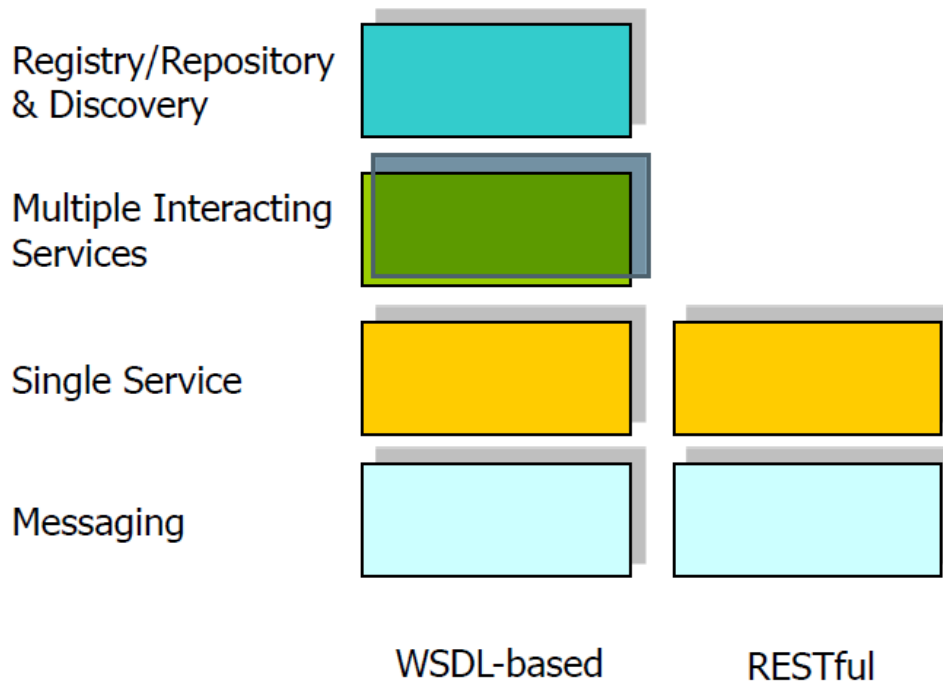 Registry/Repository
& Discovery
Multiple Interacting
Services
Single Service
Messaging
WSDL-based
RESTful